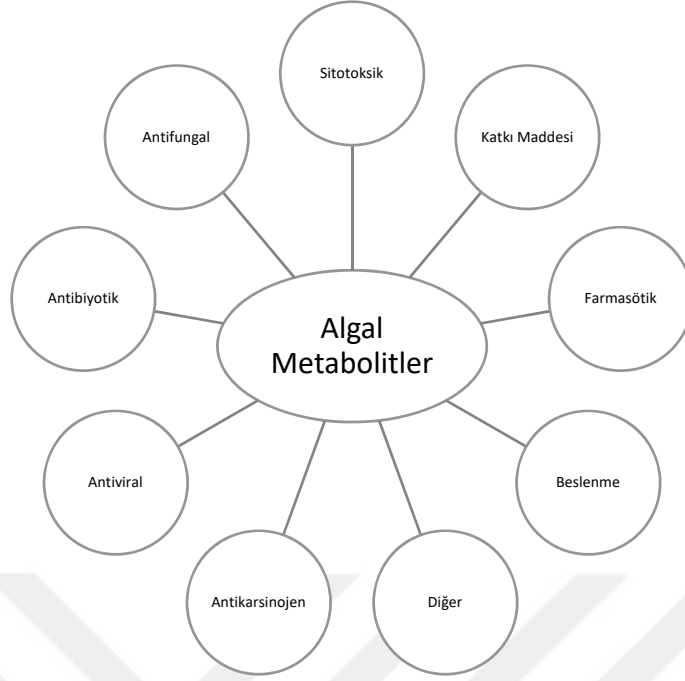 Sitotoksik
Antifungal
Katkı Maddesi
Antibiyotik
Farmasötik
Algal
Metabolitler
Antiviral
Beslenme
Antikarsinojen
Diğer